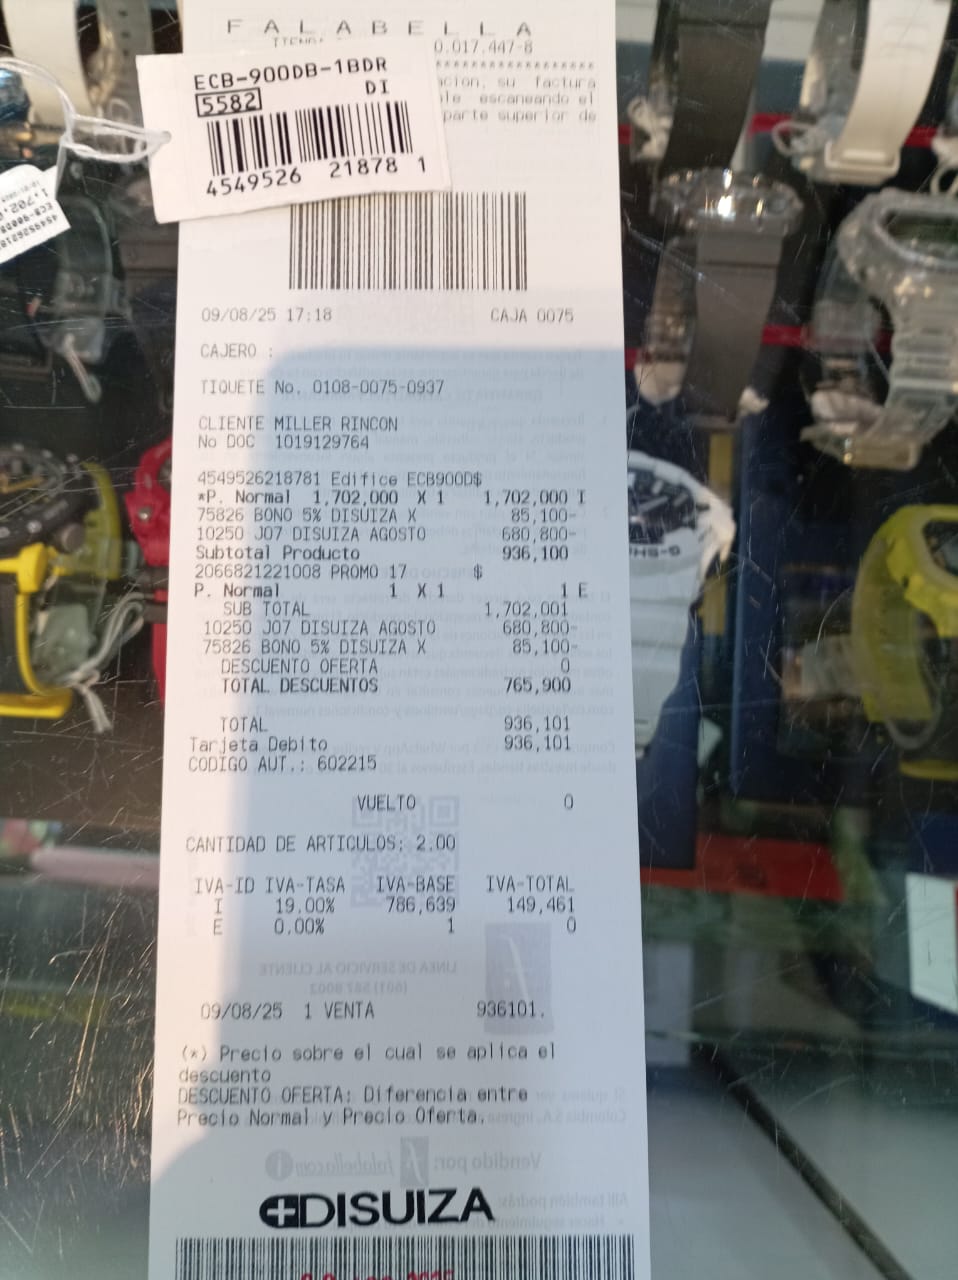 FALABELLA
0.017.447-8
ECB-900DB-1BDR
5582 DI
4549526 21878 1
su factura
escaneando el
parte superior de
09/08/25 17:18 CAJA 0075
CAJERO :
TIQUETE No. 0108-0075-0937
CLIENTE MILLER RINCON
No DOC 1019129764
4549526218781 Edifice ECB900D$
*P. Normal 1,702,000 X 1 1,702,000 I
75826 BONO 5% DISUIZA X 85,100-
10250 J07 DISUIZA AGOSTO 680,800-
Subtotal Producto 936,100
2066821221008 PROMO 17 $
P. Normal 1 X 1 1 E
SUB TOTAL 1,702,001
10250 J07 DISUIZA AGOSTO 680,800-
75826 BONO 5% DISUIZA X 85,100-
DESCUENTO OFERTA 0
TOTAL DESCUENTOS 765,900
TOTAL 936,101
Tarjeta Debito 936,101
CODIGO AUT.: 602215
VUELTO 0
CANTIDAD DE ARTICULOS: 2.00
IVA-ID IVA-TASA IVA-BASE IVA-TOTAL
I 19.00% 786,639 149,461
E 0.00% 1 0
09/08/25 1 VENTA 936101.
(*) Precio sobre el cual se aplica el
descuento
DESCUENTO OFERTA: Diferencia entre
Precio Normal y Precio Oferta.
DISUIZA